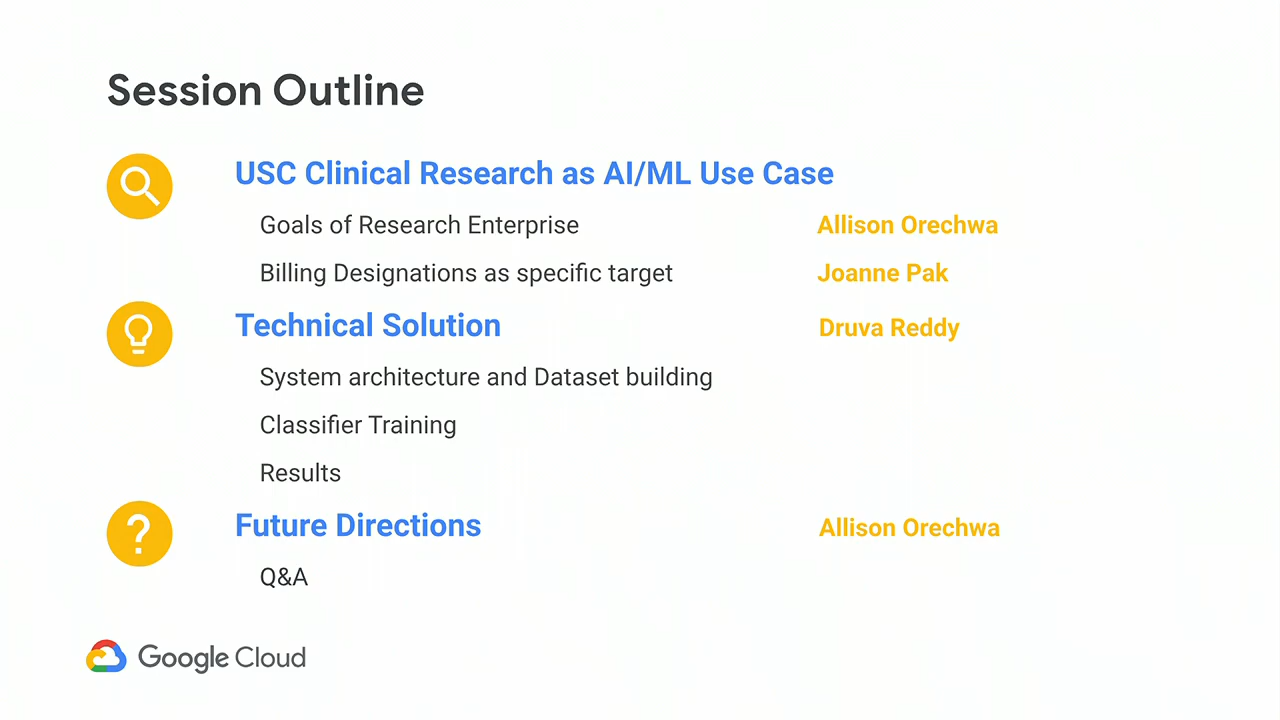 Session Outline
USC Clinical Research as AI/ML Use Case
Goals of Research Enterprise Allison Orechwa
Billing Designations as specific target Joanne Pak
Technical Solution Druva Reddy
System architecture and Dataset building
Classifier Training
Results
?
Future Directions Allison Orechwa
Q&A
Google Cloud